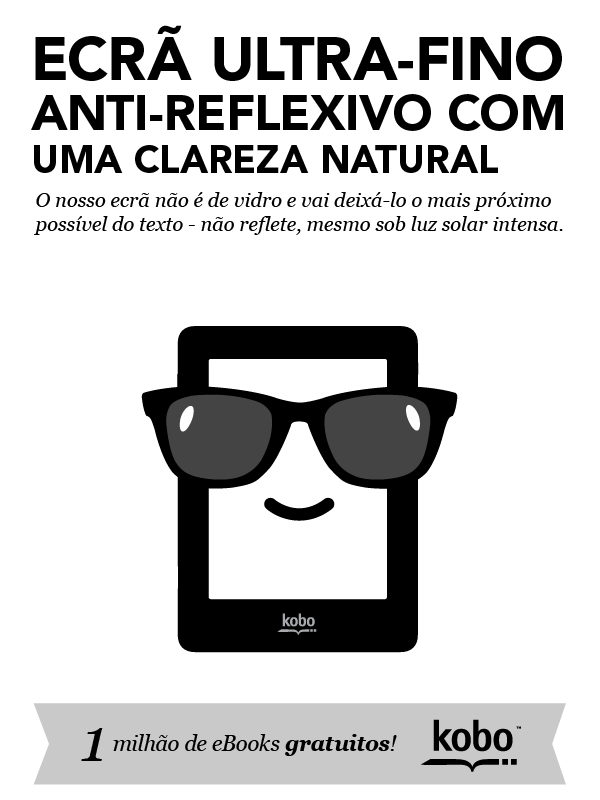 ECRÃ ULTRA-FINO
ANTI-REFLEXIVO COM
UMA CLAREZA NATURAL
O nosso ecrã não é de vidro e vai deixá-lo o mais próximo
possível do texto - não reflete, mesmo sob luz solar intensa.
kobo
1 milhão de eBooks gratuitos!
kobo™